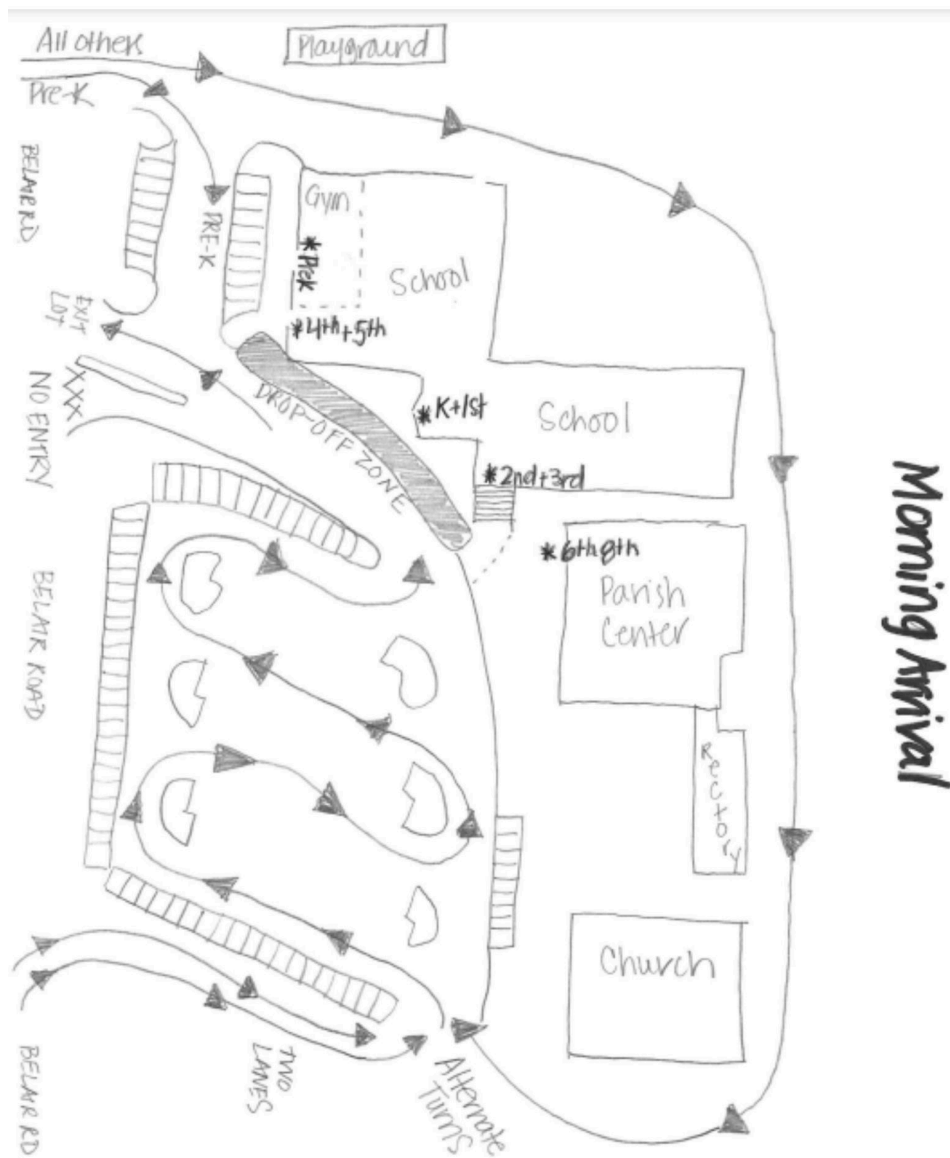 All others
Pre-K
Playground
BELAIR RD
PRE-K
Gym
*Prek
School
*4th+5th
EXIT
LOT
NO ENTRY
XXX
DROP-OFF ZONE
*K+1st
School
*2nd+3rd
*6th8th
Parish
Center
Morning Arrival
BELAIR ROAD
Rectory
Church
BELAIR RD
TWO
LANES
Alternate
Turns